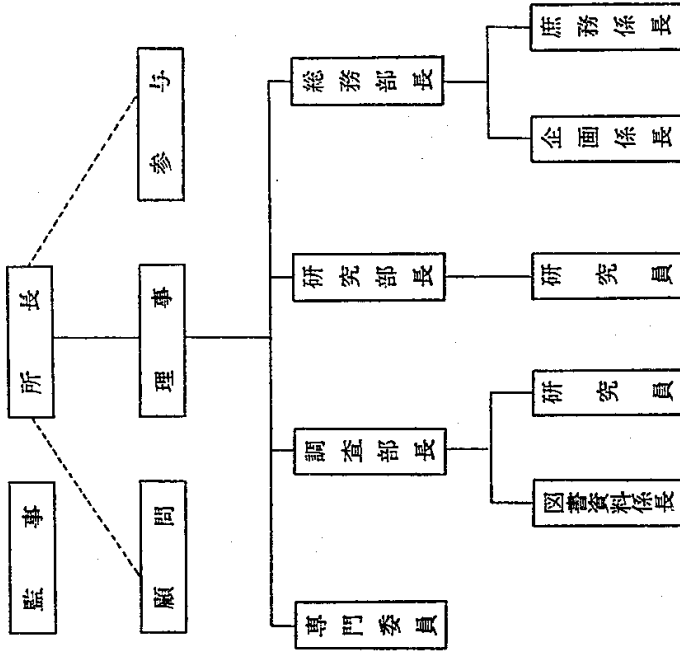 監事
所長
顧問
理事
参与
専門委員
調査部長
研究部長
総務部長
図書資料係長
研究員
研究員
企画係長
庶務係長